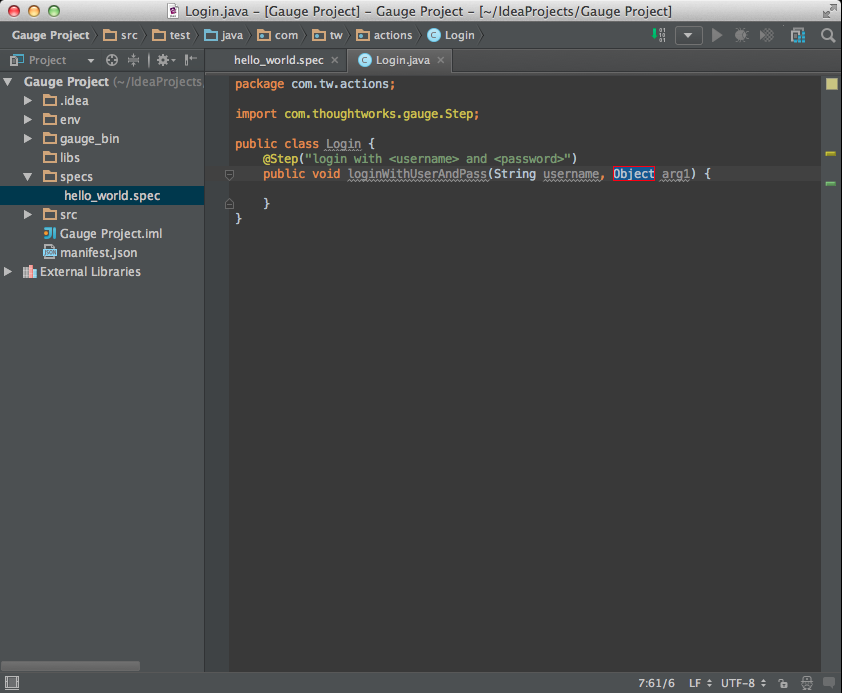 Login.java – [Gauge Project] – Gauge Project – [~/IdeaProjects/Gauge Project]
Gauge Project src test java com tw actions Login
Project
hello_world.spec Login.java
Gauge Project (~/IdeaProjects
.idea
env
gauge_bin
libs
specs
hello_world.spec
src
Gauge Project.iml
manifest.json
External Libraries
package com.tw.actions;
import com.thoughtworks.gauge.Step;
public class Login {
@Step("login with <username> and <password>")
public void loginWithUserAndPass(String username, Object arg1) {
}
}
7:61/6 LF UTF-8